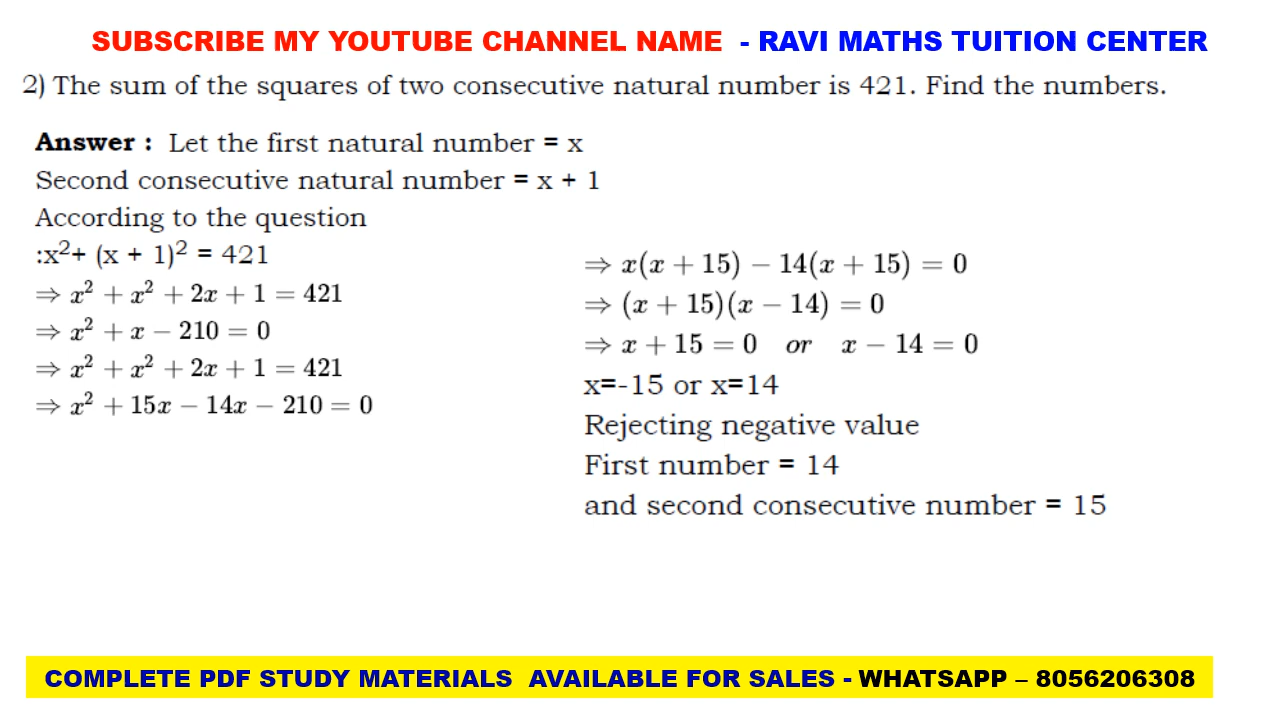 SUBSCRIBE MY YOUTUBE CHANNEL NAME - RAVI MATHS TUITION CENTER
2) The sum of the squares of two consecutive natural number is 421. Find the numbers.
Answer : Let the first natural number = x
Second consecutive natural number = x + 1
According to the question
:x²+ (x + 1)² = 421
⇒ x² + x² + 2x + 1 = 421
⇒ x² + x − 210 = 0
⇒ x² + x² + 2x + 1 = 421
⇒ x² + 15x − 14x − 210 = 0
⇒ x(x + 15) − 14(x + 15) = 0
⇒ (x + 15)(x − 14) = 0
⇒ x + 15 = 0 or x − 14 = 0
x=-15 or x=14
Rejecting negative value
First number = 14
and second consecutive number = 15
COMPLETE PDF STUDY MATERIALS AVAILABLE FOR SALES - WHATSAPP – 8056206308